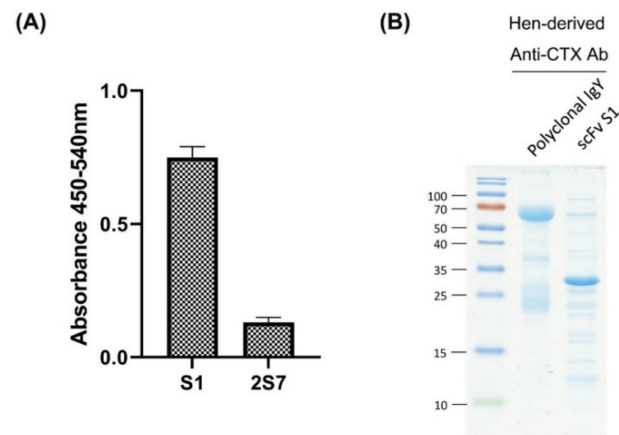 (A)
Absorbance 450-540nm
1.0
0.5
0.0
S1
2S7
(B)
Hen-derived
Anti-CTX Ab
Polyclonal IgY
scFv S1
100
70
50
40
35
25
15
10